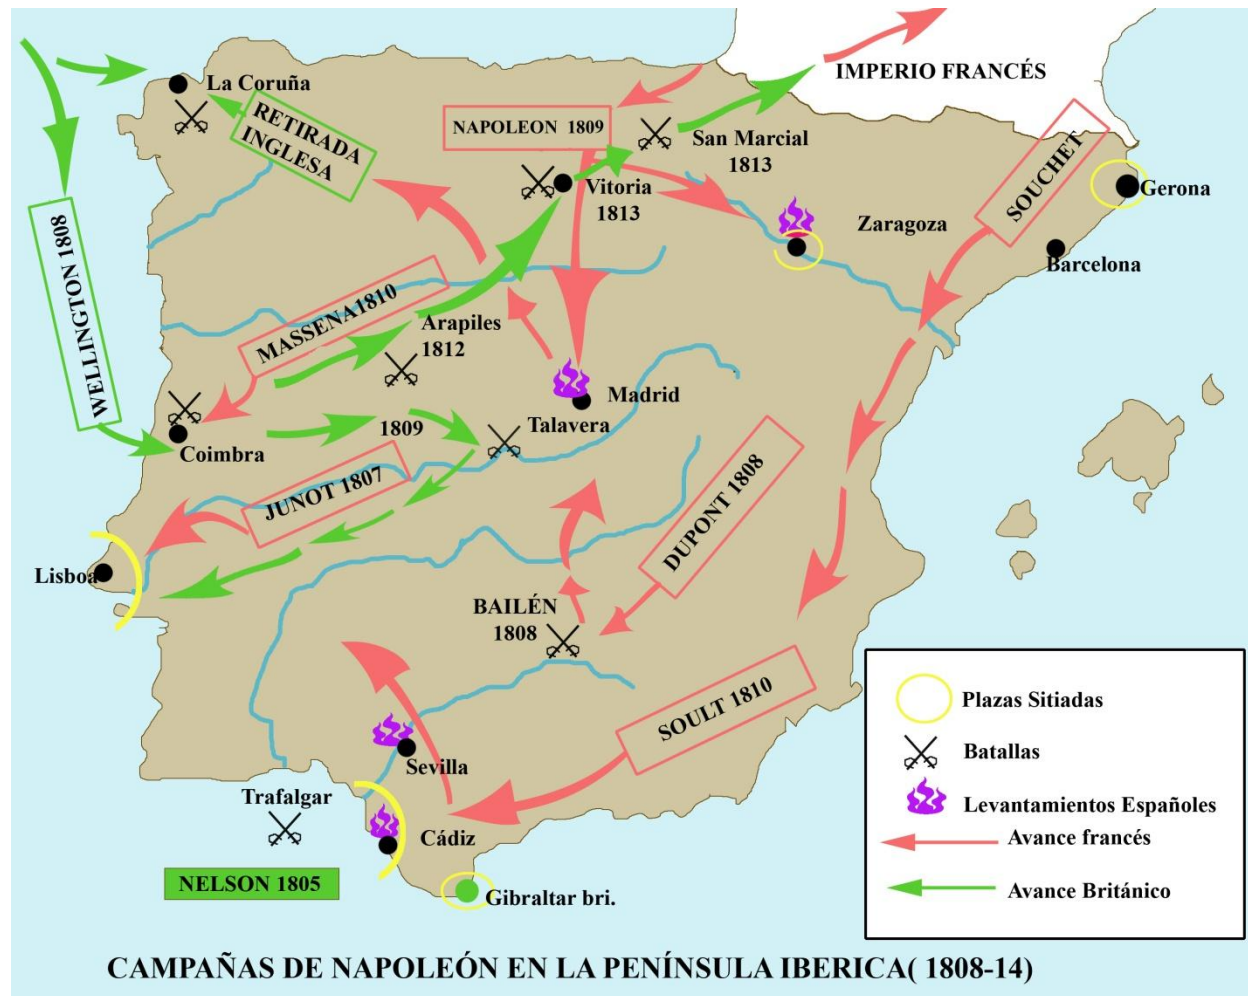 La Coruña
IMPERIO FRANCÉS
RETIRADA
INGLESA
NAPOLEON 1809
San Marcial
1813
SOUCHET
Gerona
Vitoria
1813
WELLINGTON 1808
Zaragoza
Barcelona
MASSENA1810
Arapiles
1812
Madrid
Talavera
1809
Coimbra
JUNOT 1807
DUPONT 1808
Lisboa
BAILÉN
1808
SOULT 1810
Sevilla
Trafalgar
Cádiz
NELSON 1805
Gibraltar bri.
Plazas Sitiadas
Batallas
Levantamientos Españoles
Avance francés
Avance Británico
CAMPAÑAS DE NAPOLEÓN EN LA PENÍNSULA IBERICA( 1808-14)